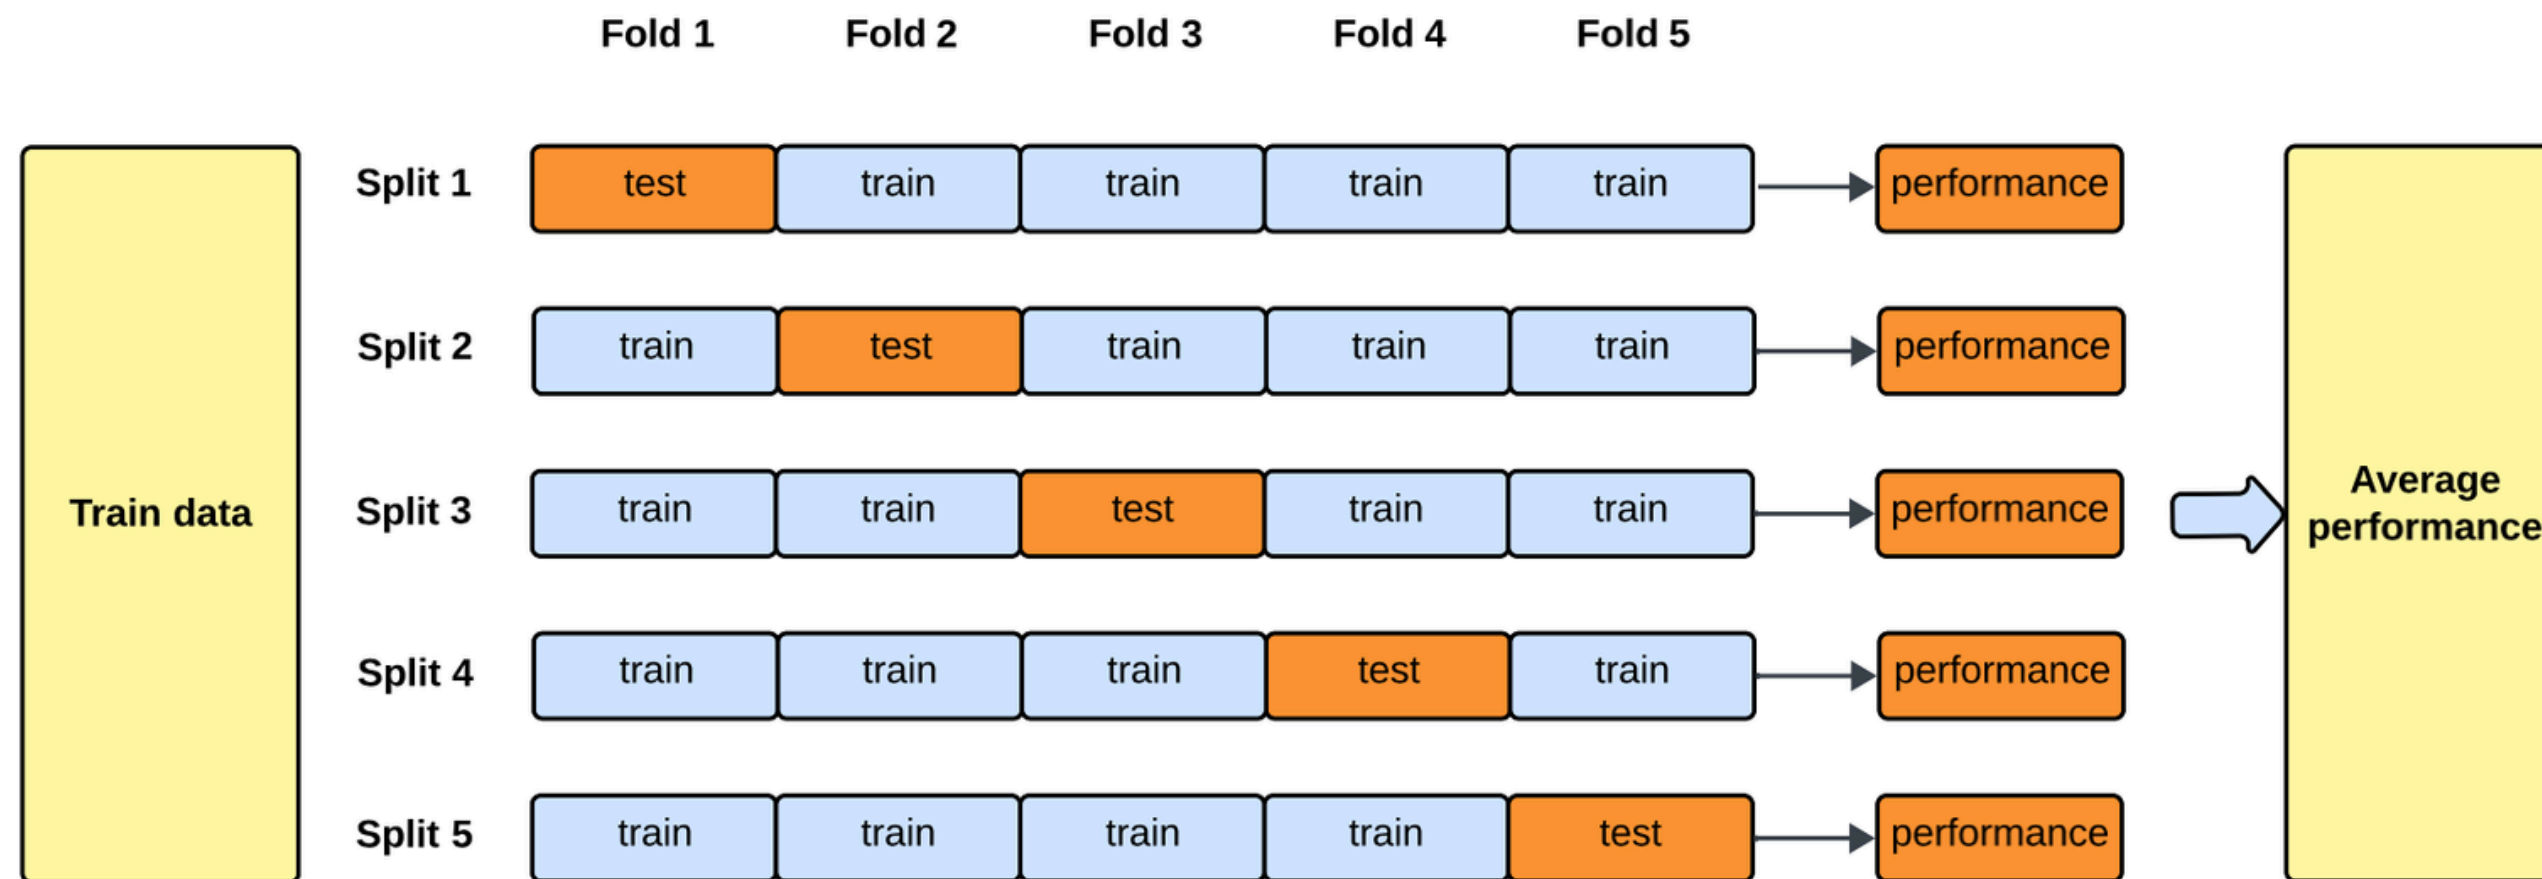 Fold 1 Fold 2 Fold 3 Fold 4 Fold 5
Split 1 test train train train train performance
Split 2 train test train train train performance
Train data
Split 3 train train test train train performance
Average
performance
Split 4 train train train test train performance
Split 5 train train train train test performance